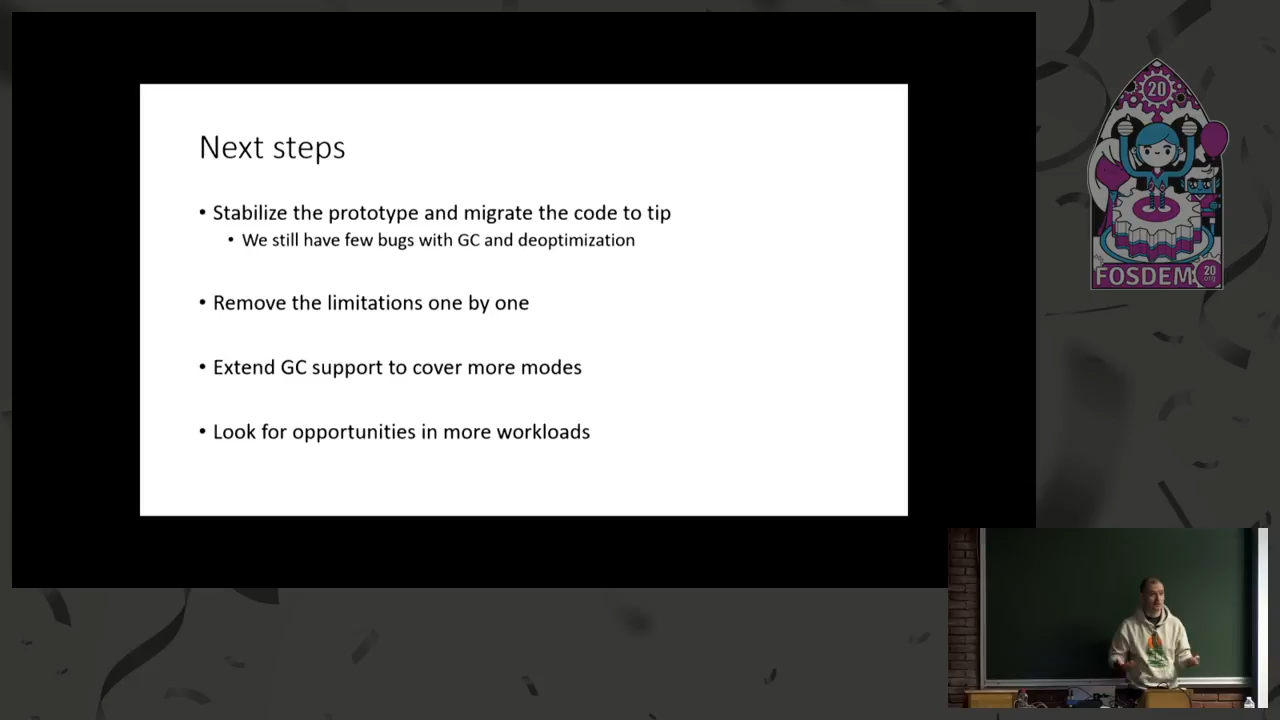 Next steps
• Stabilize the prototype and migrate the code to tip
• We still have few bugs with GC and deoptimization
• Remove the limitations one by one
• Extend GC support to cover more modes
• Look for opportunities in more workloads
20
FOSDEM
20
.org